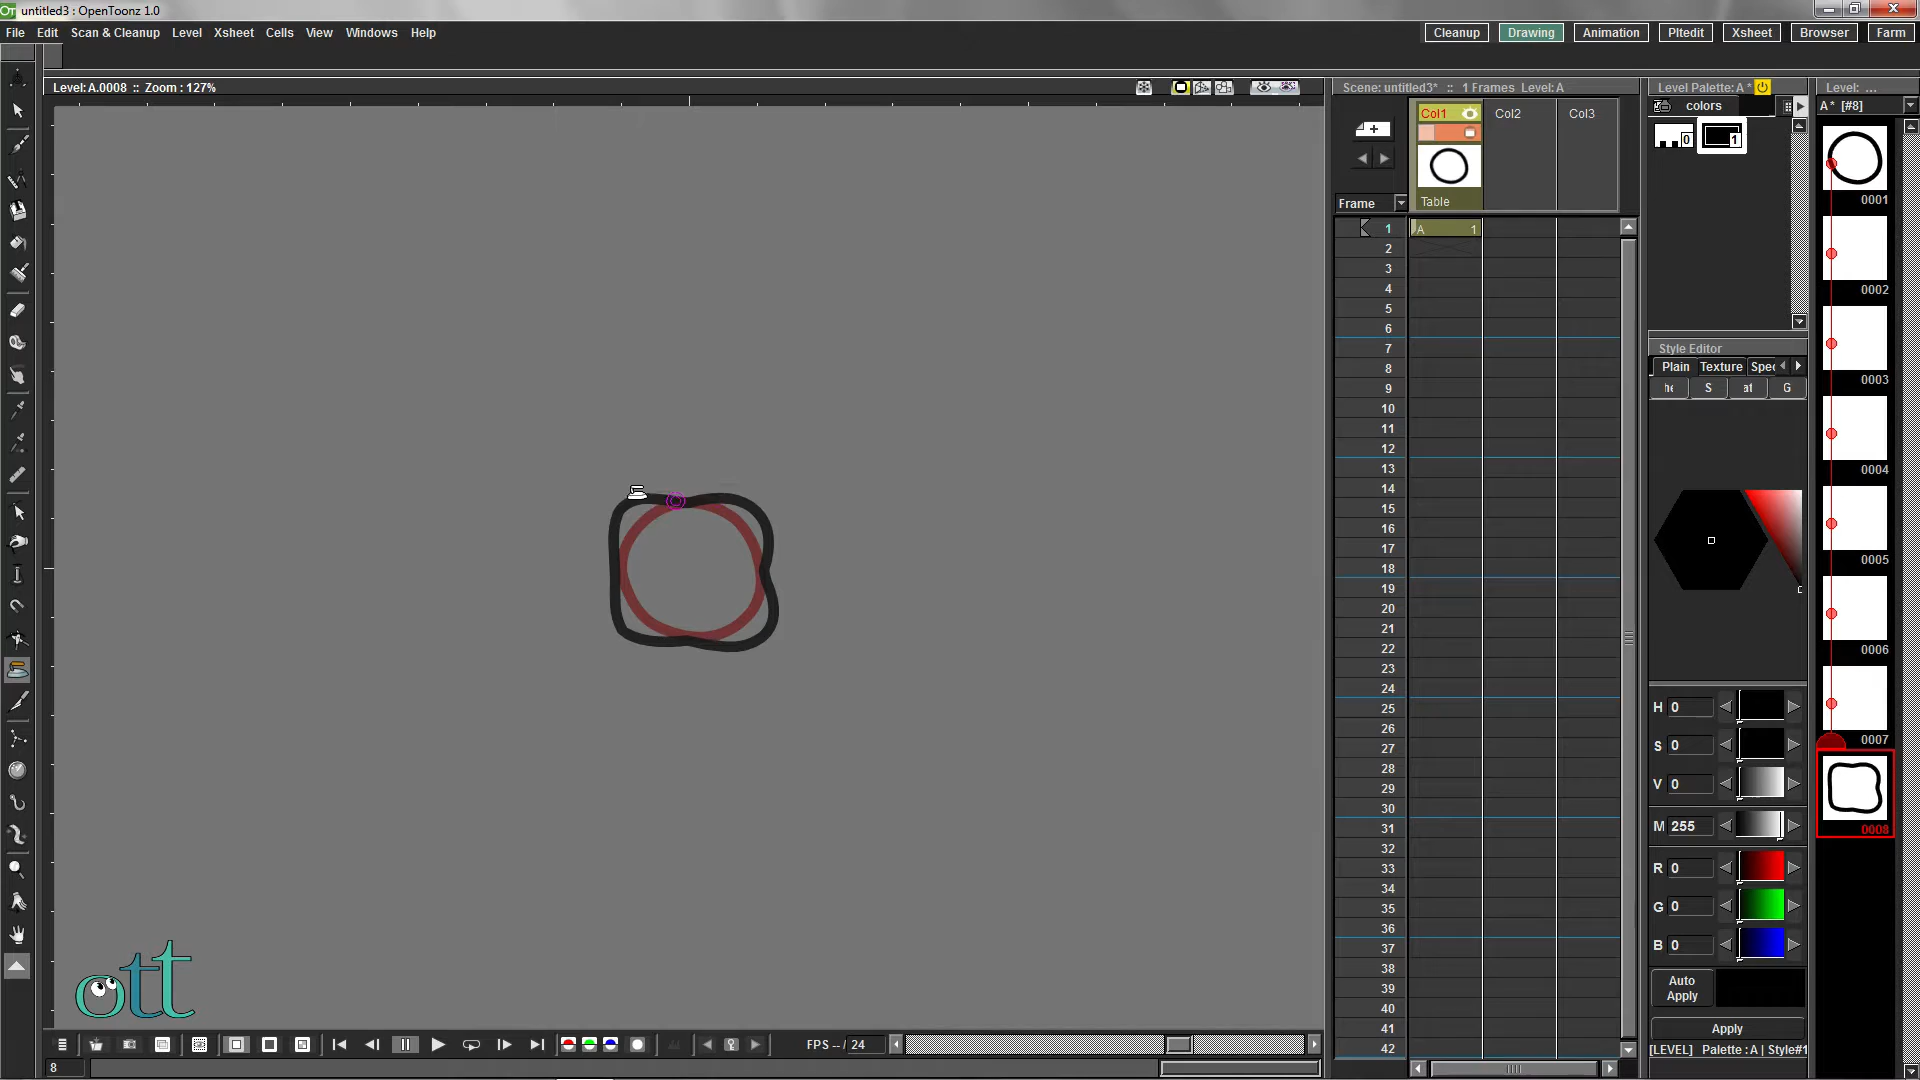 untitled3 : OpenToonz 1.0
File Edit Scan & Cleanup Level Xsheet Cells View Windows Help
Cleanup Drawing Animation Pltedit Xsheet Browser Farm
Level: A.0008 :: Zoom : 127%
Scene: untitled3* :: 1 Frames Level: A
Level Palette: A *
Level: ...
colors
A * [#8]
Col1 Col2 Col3
0 1
Frame
Table
A 1
1
2
3
4
5
6
7
8
9
10
11
12
13
14
15
16
17
18
19
20
21
22
23
24
25
26
27
28
29
30
31
32
33
34
35
36
37
38
39
40
41
42
Style Editor
Plain Texture Spec
he S at G
H 0
S 0
V 0
M 255
R 0
G 0
B 0
Auto Apply
Apply
[LEVEL] Palette : A | Style#1
0001
0002
0003
0004
0005
0006
0007
0008
ott
FPS -- / 24
8